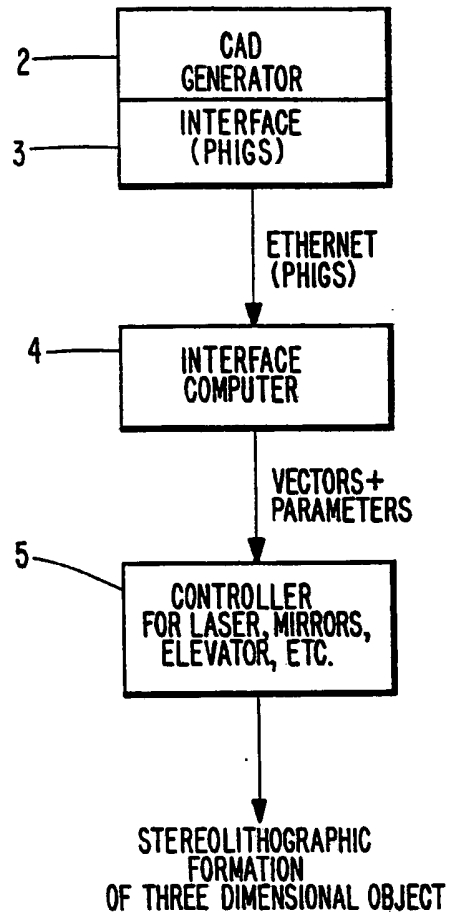 2
CAD
GENERATOR
3
INTERFACE
(PHIGS)
ETHERNET
(PHIGS)
4
INTERFACE
COMPUTER
VECTORS+
PARAMETERS
5
CONTROLLER
FOR LASER, MIRRORS,
ELEVATOR, ETC.
STEREOLITHOGRAPHIC
FORMATION
OF THREE DIMENSIONAL OBJECT